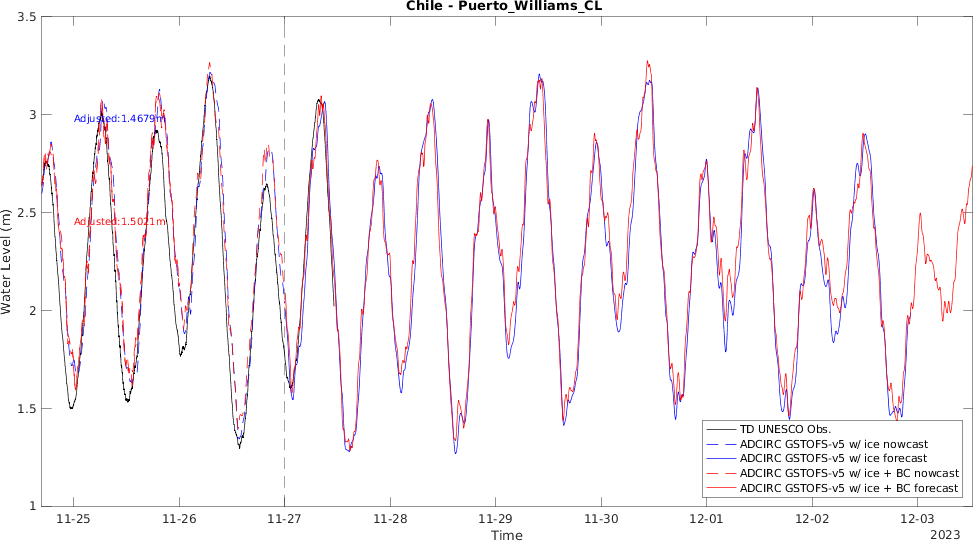 Chile - Puerto_Williams_CL
3.5
3
2.5
2
1.5
1
Water Level (m)
Adjusted:1.4679m
Adjusted:1.5021m
TD UNESCO Obs.
ADCIRC GSTOFS-v5 w/ ice nowcast
ADCIRC GSTOFS-v5 w/ ice forecast
ADCIRC GSTOFS-v5 w/ ice + BC nowcast
ADCIRC GSTOFS-v5 w/ ice + BC forecast
11-25 11-26 11-27 11-28 11-29 11-30 12-01 12-02 12-03
Time
2023